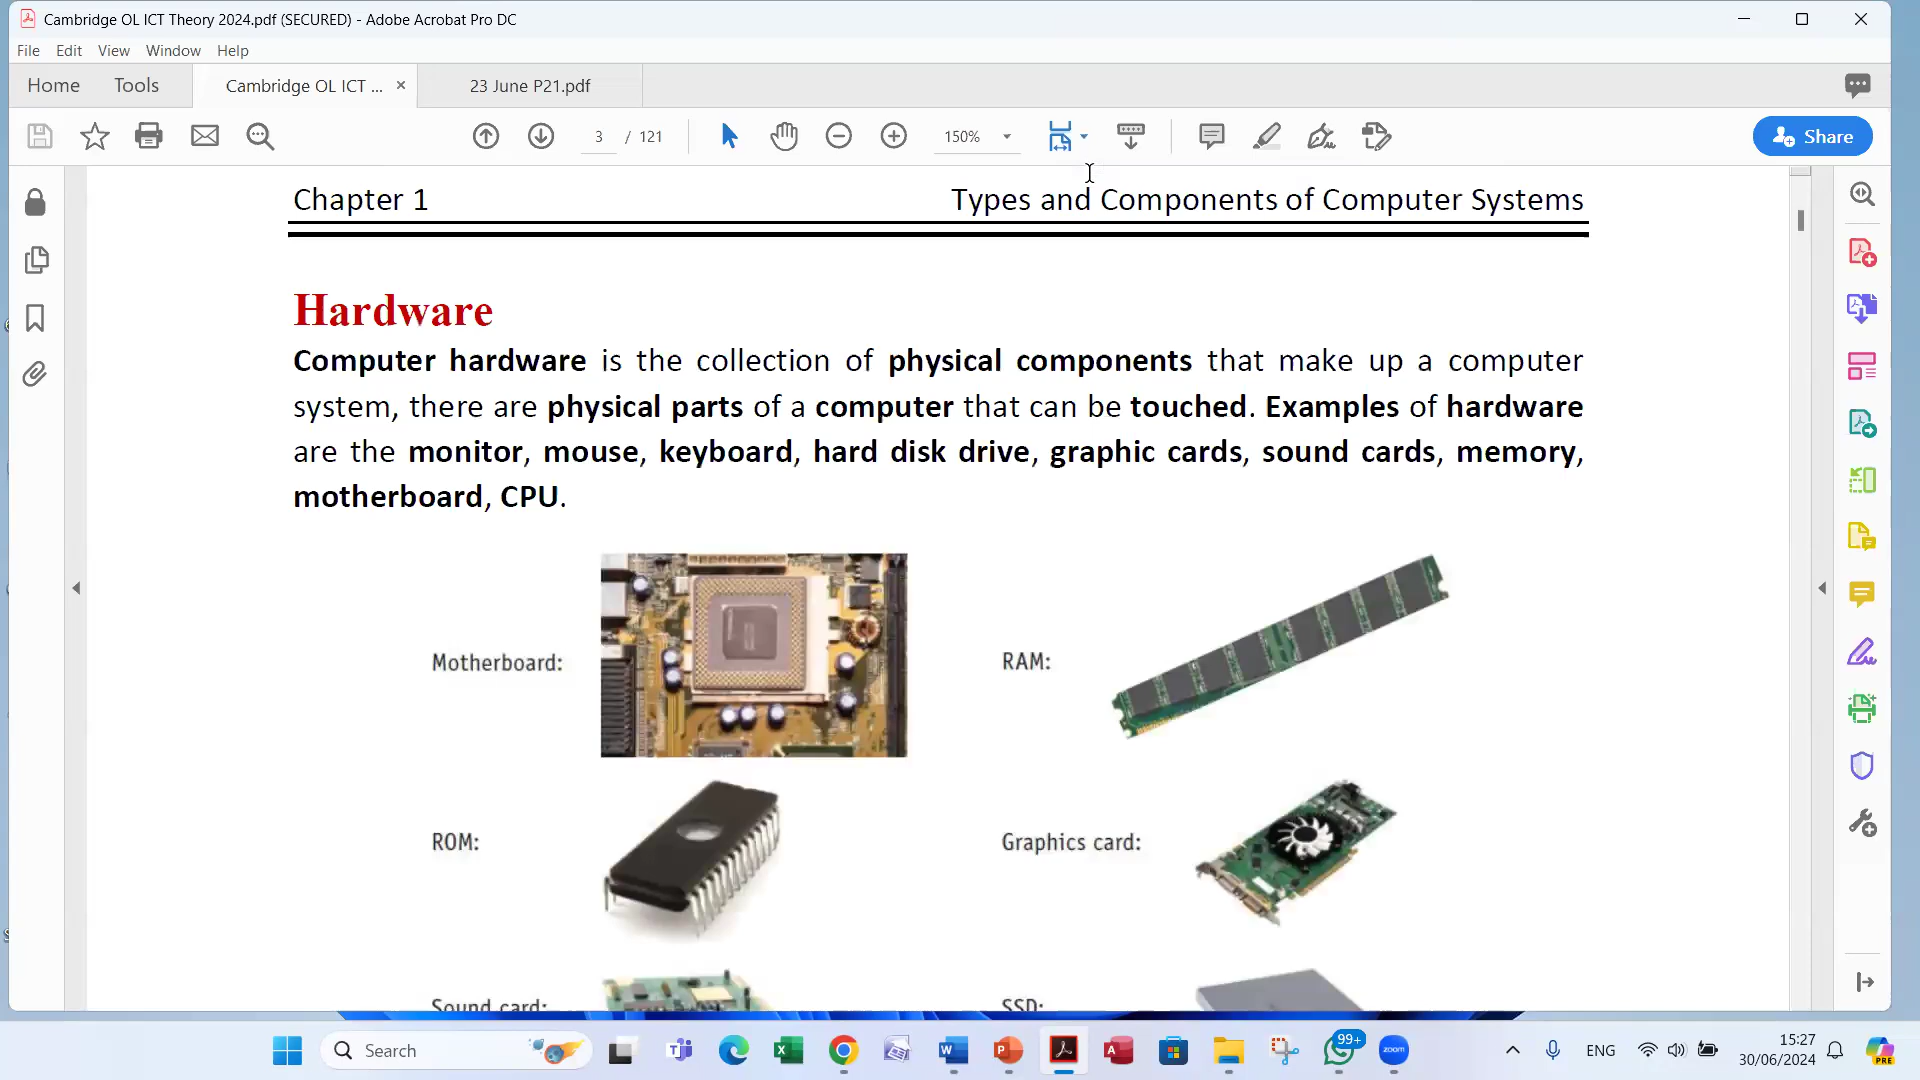 Cambridge OL ICT Theory 2024.pdf (SECURED) - Adobe Acrobat Pro DC
File Edit View Window Help
Home Tools Cambridge OL ICT ... × 23 June P21.pdf
3 / 121 150% Share
Chapter 1 Types and Components of Computer Systems
Hardware
Computer hardware is the collection of physical components that make up a computer
system, there are physical parts of a computer that can be touched. Examples of hardware
are the monitor, mouse, keyboard, hard disk drive, graphic cards, sound cards, memory,
motherboard, CPU.
Motherboard: RAM:
ROM: Graphics card:
Sound card: SSD:
Search 99+ zoom ENG 15:27
30/06/2024 PRE